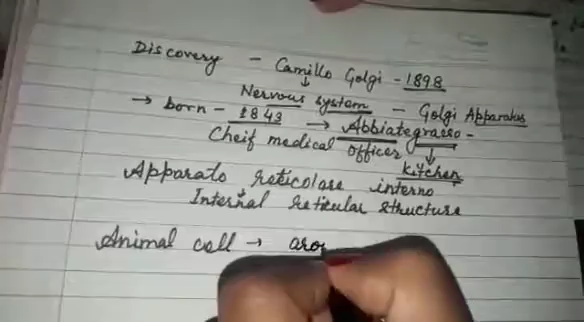 Discovery - Camillo Golgi - 1898
↓
Nervous system - Golgi Apparatus
→ born - 1843 → Abbiategrasso -
Cheif medical officer ↓ Kitchen
Apparato reticolare interno
↓
Internal reticular structure
Animal cell → aro